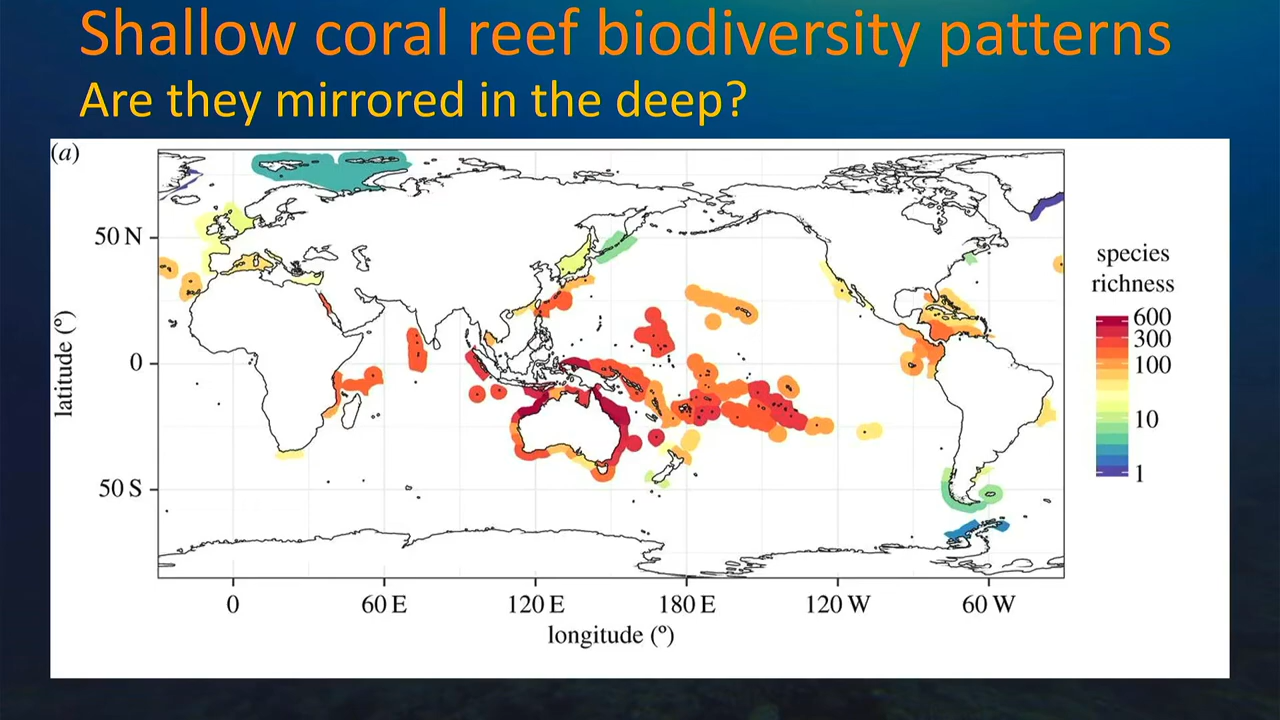 Shallow coral reef biodiversity patterns
Are they mirrored in the deep?
(a)
50 N
0
50 S
latitude (°)
0
60 E
120 E
180 E
120 W
60 W
longitude (°)
species
richness
600
300
100
10
1